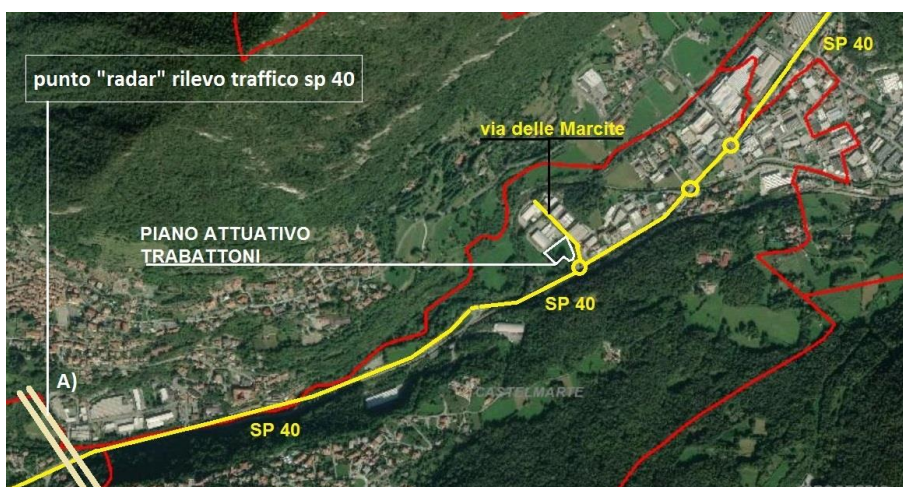 punto "radar" rilevo traffico sp 40
SP 40
via delle Marcite
PIANO ATTUATIVO
TRABATTONI
SP 40
A)
CASTELMARTE
SP 40